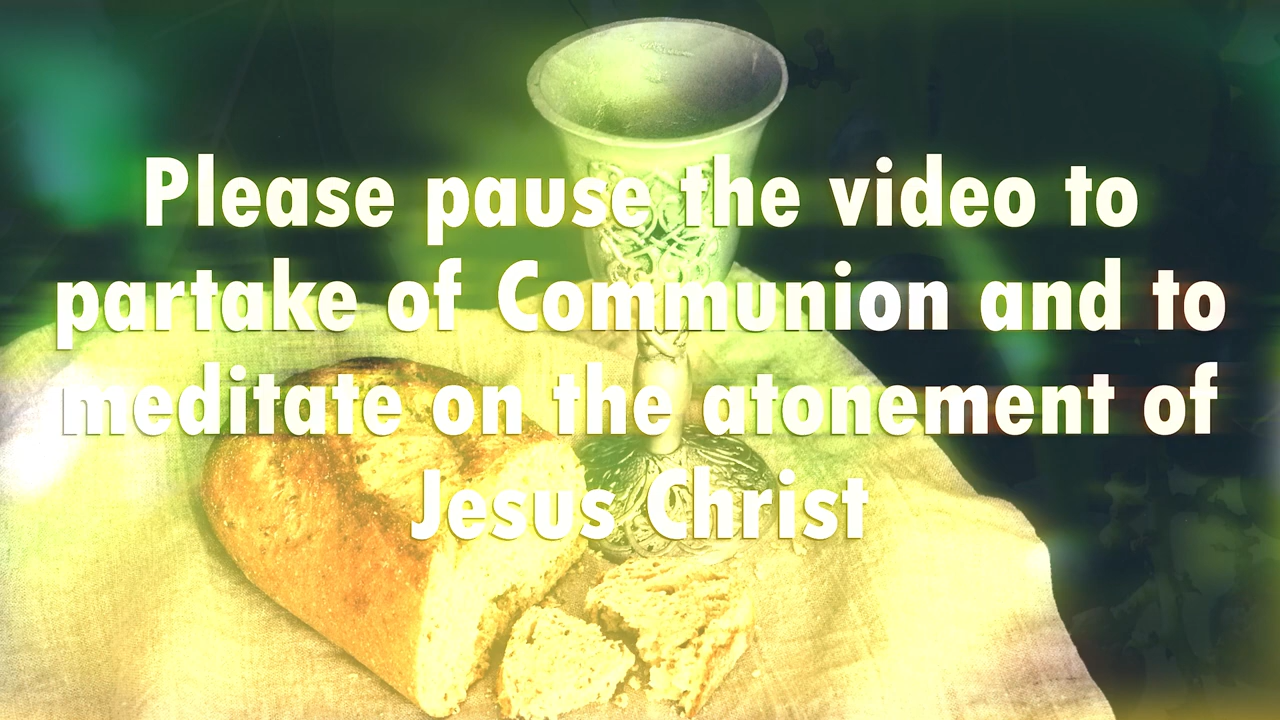 Please pause the video to
partake of Communion and to
meditate on the atonement of
Jesus Christ